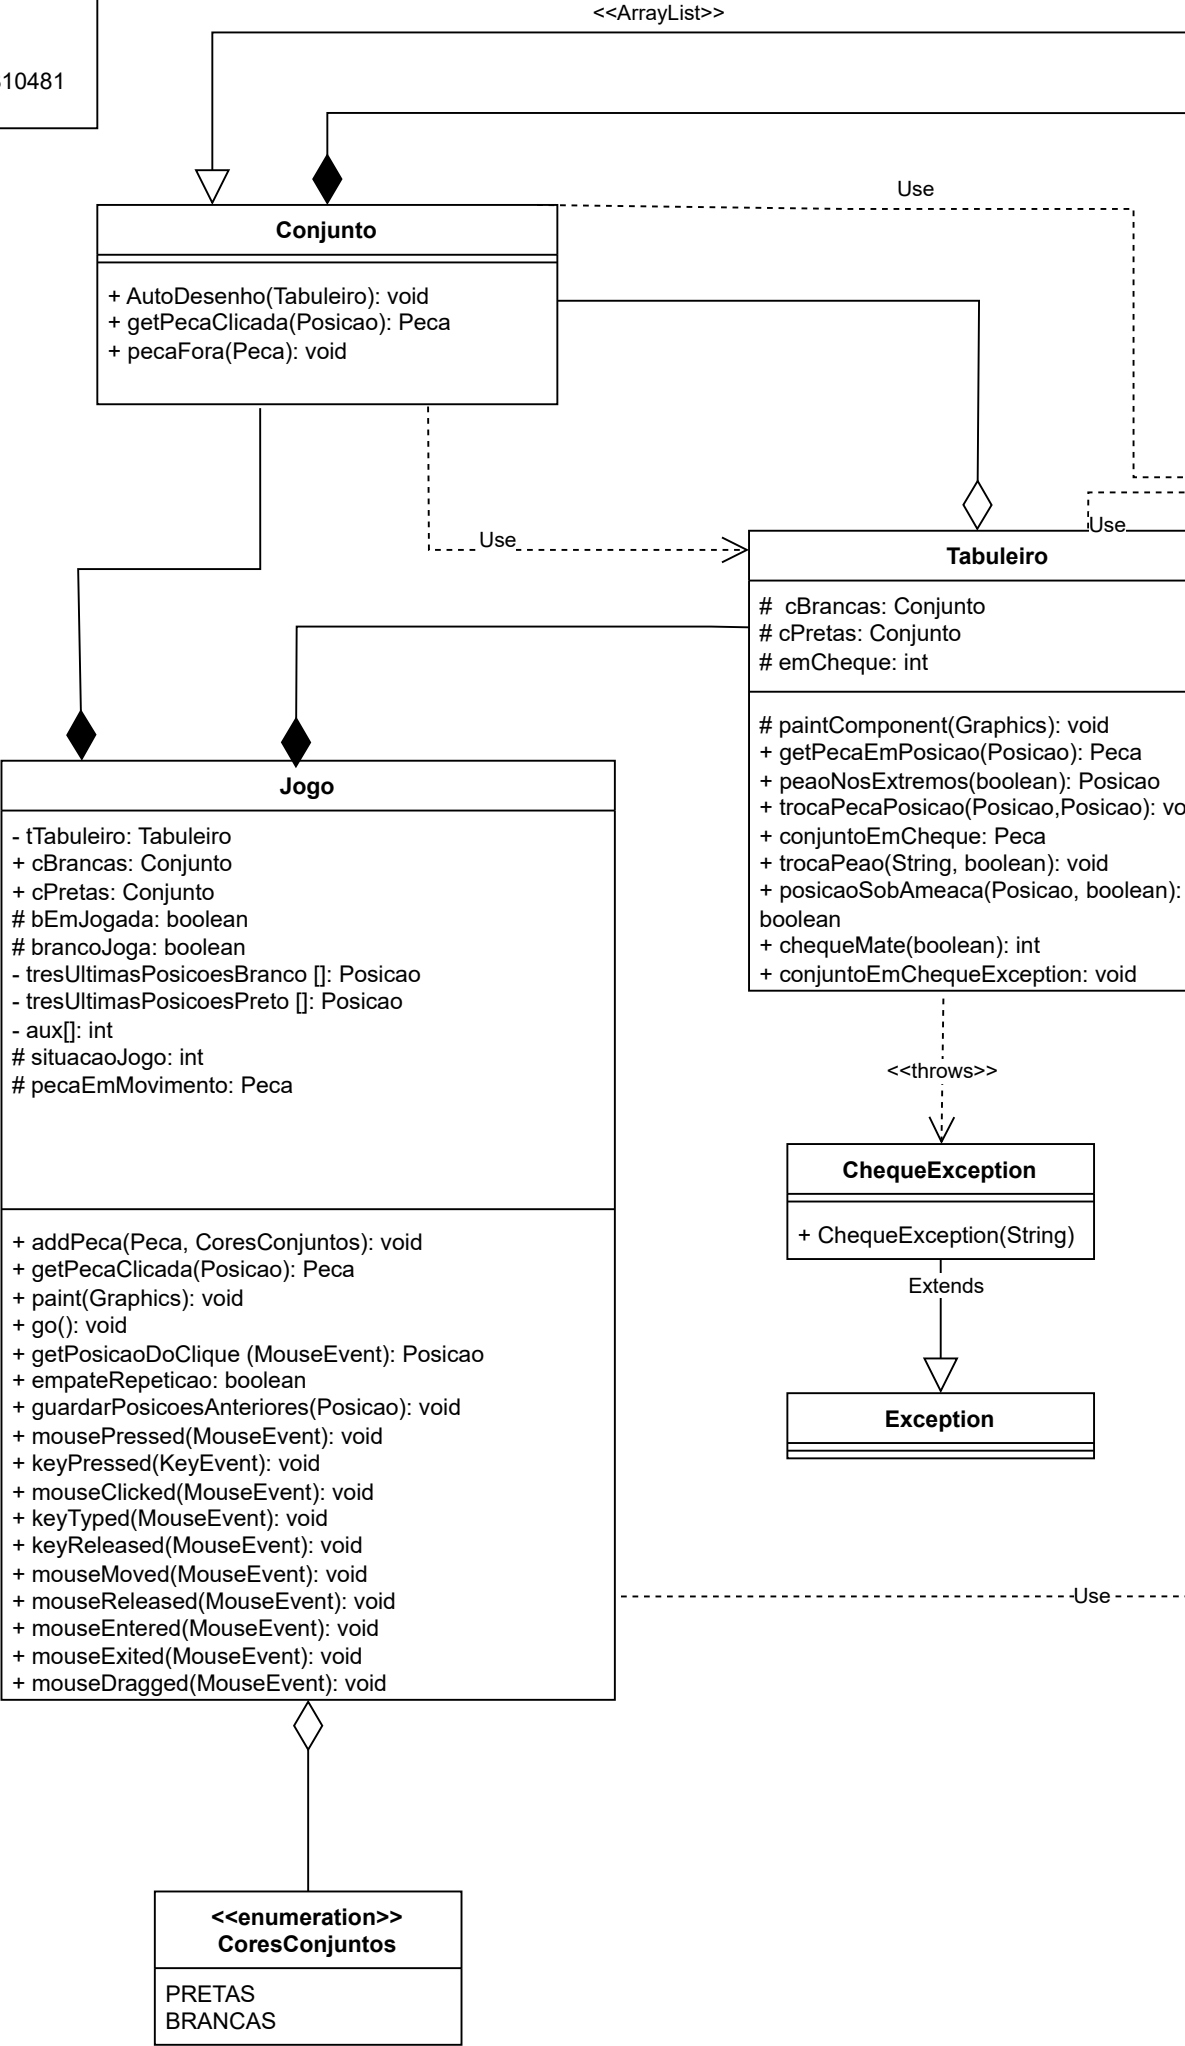 <<ArrayList>>
10481
Use
Conjunto
+ AutoDesenho(Tabuleiro): void
+ getPecaClicada(Posicao): Peca
+ pecaFora(Peca): void
Use
Use
Tabuleiro
# cBrancas: Conjunto
# cPretas: Conjunto
# emCheque: int
# paintComponent(Graphics): void
+ getPecaEmPosicao(Posicao): Peca
+ peaoNosExtremos(boolean): Posicao
+ trocaPecaPosicao(Posicao,Posicao): vo
+ conjuntoEmCheque: Peca
+ trocaPeao(String, boolean): void
+ posicaoSobAmeaca(Posicao, boolean):
boolean
+ chequeMate(boolean): int
+ conjuntoEmChequeException: void
Jogo
- tTabuleiro: Tabuleiro
+ cBrancas: Conjunto
+ cPretas: Conjunto
# bEmJogada: boolean
# brancoJoga: boolean
- tresUltimasPosicoesBranco []: Posicao
- tresUltimasPosicoesPreto []: Posicao
- aux[]: int
# situacaoJogo: int
# pecaEmMovimento: Peca
+ addPeca(Peca, CoresConjuntos): void
+ getPecaClicada(Posicao): Peca
+ paint(Graphics): void
+ go(): void
+ getPosicaoDoClique (MouseEvent): Posicao
+ empateRepeticao: boolean
+ guardarPosicoesAnteriores(Posicao): void
+ mousePressed(MouseEvent): void
+ keyPressed(KeyEvent): void
+ mouseClicked(MouseEvent): void
+ keyTyped(MouseEvent): void
+ keyReleased(MouseEvent): void
+ mouseMoved(MouseEvent): void
+ mouseReleased(MouseEvent): void
+ mouseEntered(MouseEvent): void
+ mouseExited(MouseEvent): void
+ mouseDragged(MouseEvent): void
<<throws>>
ChequeException
+ ChequeException(String)
Extends
Exception
Use
<<enumeration>>
CoresConjuntos
PRETAS
BRANCAS